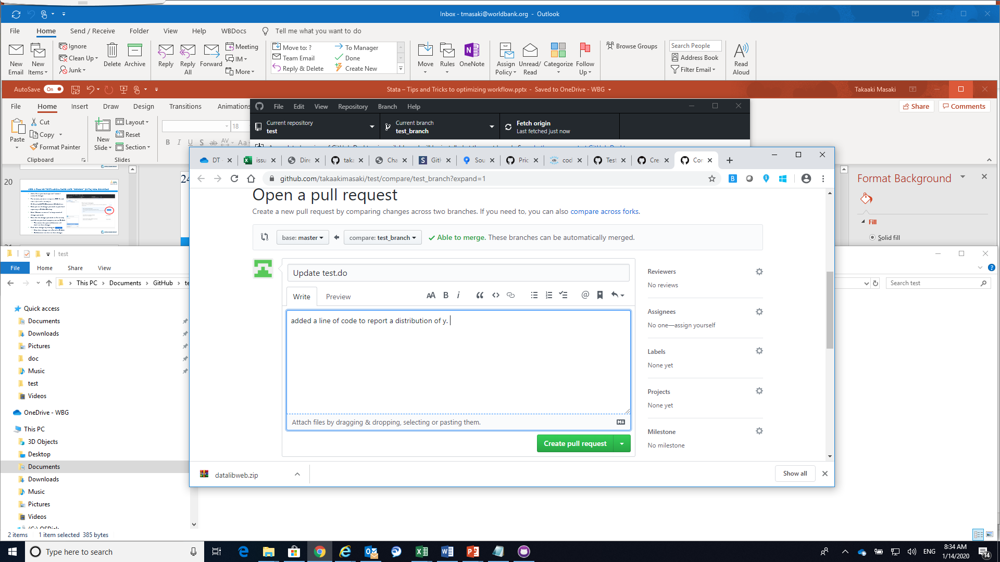 Inbox - tmasaki@worldbank.org - Outlook
File Home Send / Receive Folder View Help WBDocs Tell me what you want to do
New Email
New Items
Ignore
Clean Up
Junk
Delete
Archive
Reply
Reply All
Forward
Meeting
IM
More
Move to: ?
Team Email
Reply & Delete
To Manager
Done
Create New
Move
Rules
OneNote
Assign Policy
Unread/ Read
Categorize
Follow Up
Browse Groups
Search People
Address Book
Filter Email
Read Aloud
AutoSave On
Stata – Tips and Tricks to optimizing workflow.pptx - Saved to OneDrive - WBG
Takaaki Masaki
File Home Insert Draw Design Transitions Animations
Share
Comments
Paste
Cut
Copy
Format Painter
Clipboard
New Slide
Layout
Reset
Section
Slides
18
B I U S ab AV Aa
File Edit View Repository Branch Help
Current repository
test
Current branch
test_branch
Fetch origin
Last fetched just now
20
24
Format Background
Fill
Solid fill
DT
issu
Dire
taka
Cha
GitH
Sou
Pric
cod
Test
Cre
Cor
github.com/takaakimasaki/test/compare/test_branch?expand=1
Open a pull request
Create a new pull request by comparing changes across two branches. If you need to, you can also compare across forks.
base: master
compare: test_branch
Able to merge. These branches can be automatically merged.
Update test.do
Write
Preview
AA B i
added a line of code to report a distribution of y.
Attach files by dragging & dropping, selecting or pasting them.
Create pull request
Reviewers
No reviews
Assignees
No one—assign yourself
Labels
None yet
Projects
None yet
Milestone
No milestone
datalibweb.zip
Show all
test
File Home Share View
This PC > Documents > GitHub > te
Search test
Quick access
Documents
Downloads
Pictures
doc
Music
test
Videos
OneDrive - WBG
This PC
3D Objects
Desktop
Documents
Downloads
Music
Pictures
Videos
2 items 1 item selected 385 bytes
Type here to search
ENG
8:34 AM
1/14/2020
14